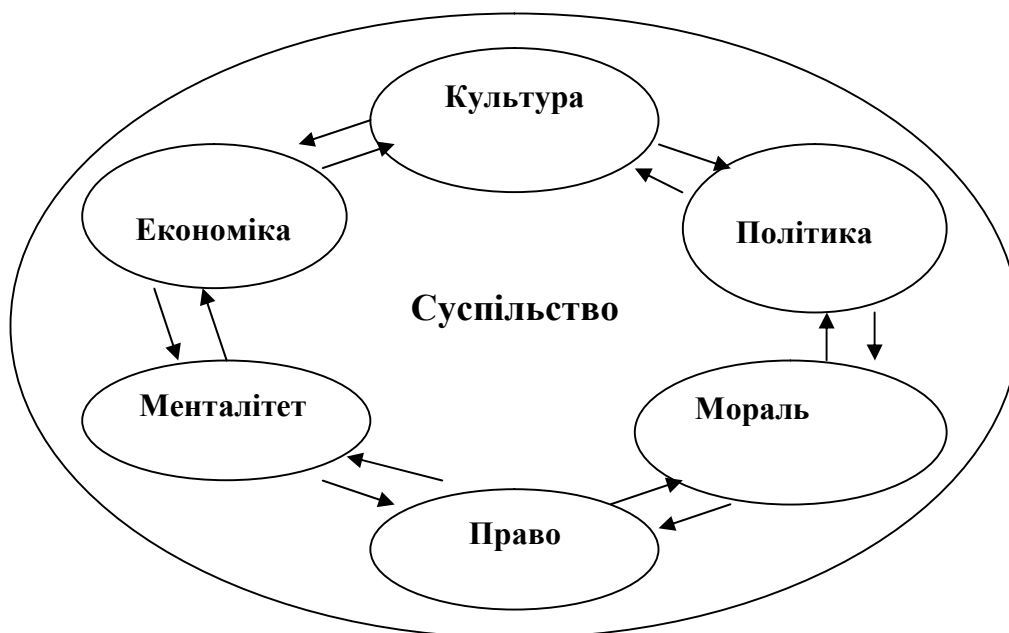 Культура
Економіка
Політика
Суспільство
Менталітет
Мораль
Право